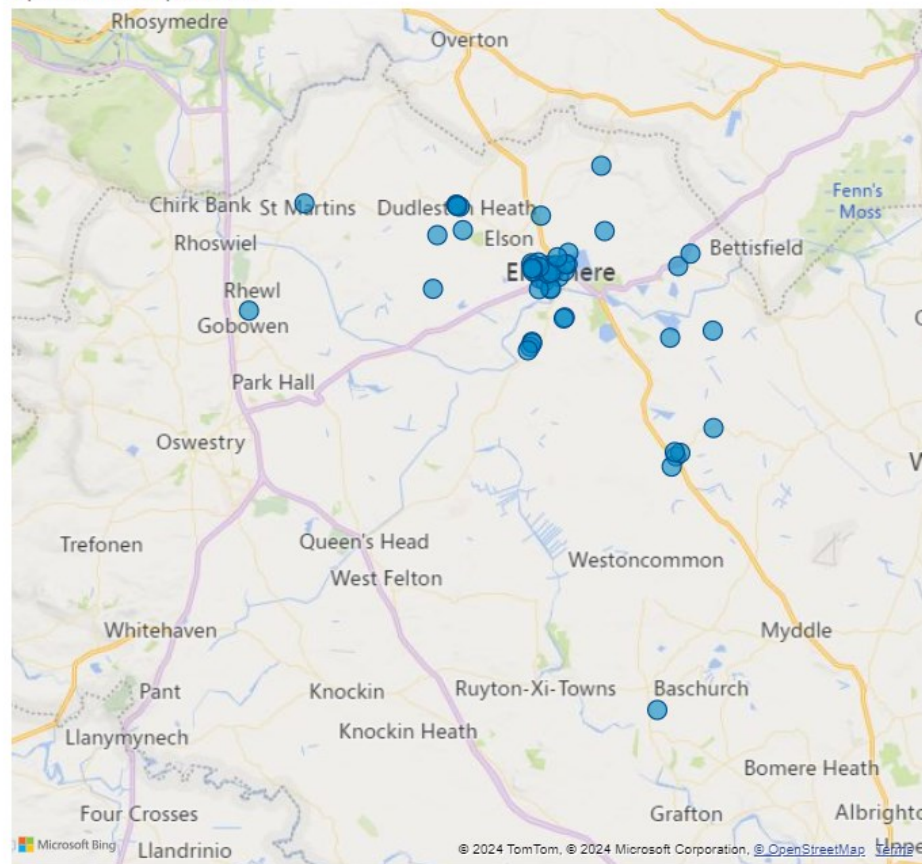 Rhosymedre
Overton
Chirk Bank St Martins Dudleston Heath
Fenn's
Moss
Rhoswiel
Elson
Bettisfield
Rhewl
Gobowen
Park Hall
Oswestry
Trefonen
Queen's Head
West Felton
Westoncommon
Whitehaven
Myddle
Pant
Knockin
Ruyton-Xi-Towns
Baschurch
Llanymynech
Knockin Heath
Bomere Heath
Four Crosses
Grafton
Microsoft Bing
Llandrinio
© 2024 TomTom, © 2024 Microsoft Corporation, © OpenStreetMap Terms